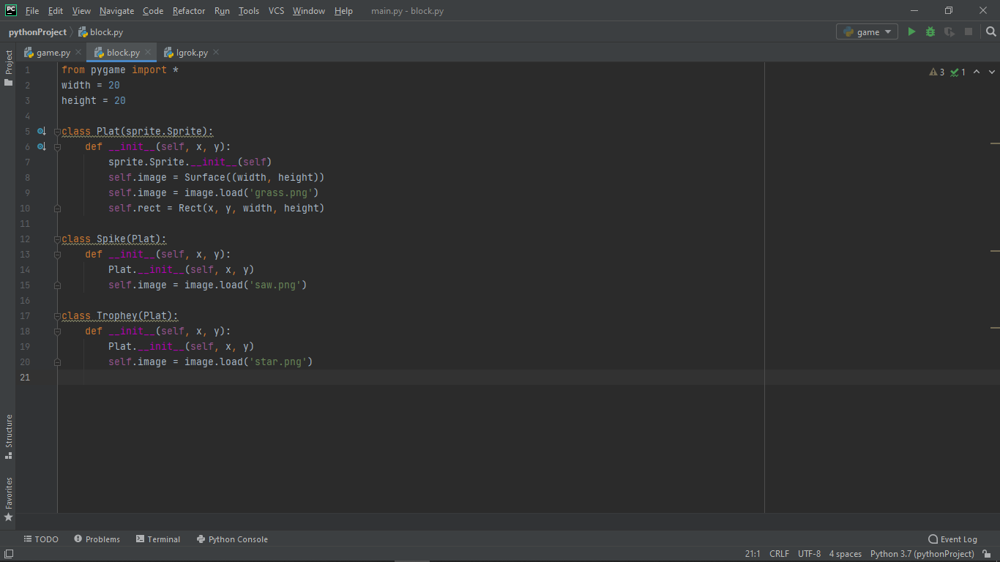 PC File Edit View Navigate Code Refactor Run Tools VCS Window Help main.py - block.py
pythonProject block.py game
Project
game.py block.py lgrok.py
3 1
1 from pygame import *
2 width = 20
3 height = 20
4
5 class Plat(sprite.Sprite):
6 def __init__(self, x, y):
7 sprite.Sprite.__init__(self)
8 self.image = Surface((width, height))
9 self.image = image.load('grass.png')
10 self.rect = Rect(x, y, width, height)
11
12 class Spike(Plat):
13 def __init__(self, x, y):
14 Plat.__init__(self, x, y)
15 self.image = image.load('saw.png')
16
17 class Trophey(Plat):
18 def __init__(self, x, y):
19 Plat.__init__(self, x, y)
20 self.image = image.load('star.png')
21
Structure
Favorites
TODO Problems Terminal Python Console Event Log
21:1 CRLF UTF-8 4 spaces Python 3.7 (pythonProject)